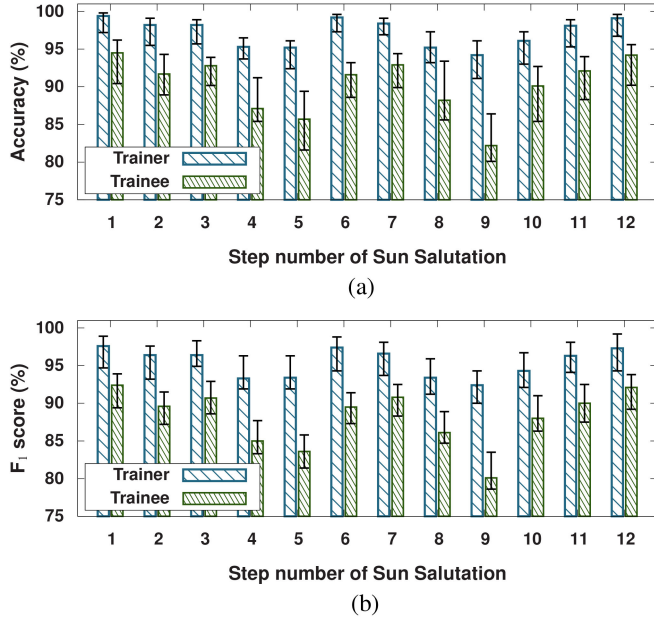 100
95
90
85
80
75
Accuracy (%)
Trainer
Trainee
1 2 3 4 5 6 7 8 9 10 11 12
Step number of Sun Salutation
(a)
100
95
90
85
80
75
F1 score (%)
Trainer
Trainee
1 2 3 4 5 6 7 8 9 10 11 12
Step number of Sun Salutation
(b)